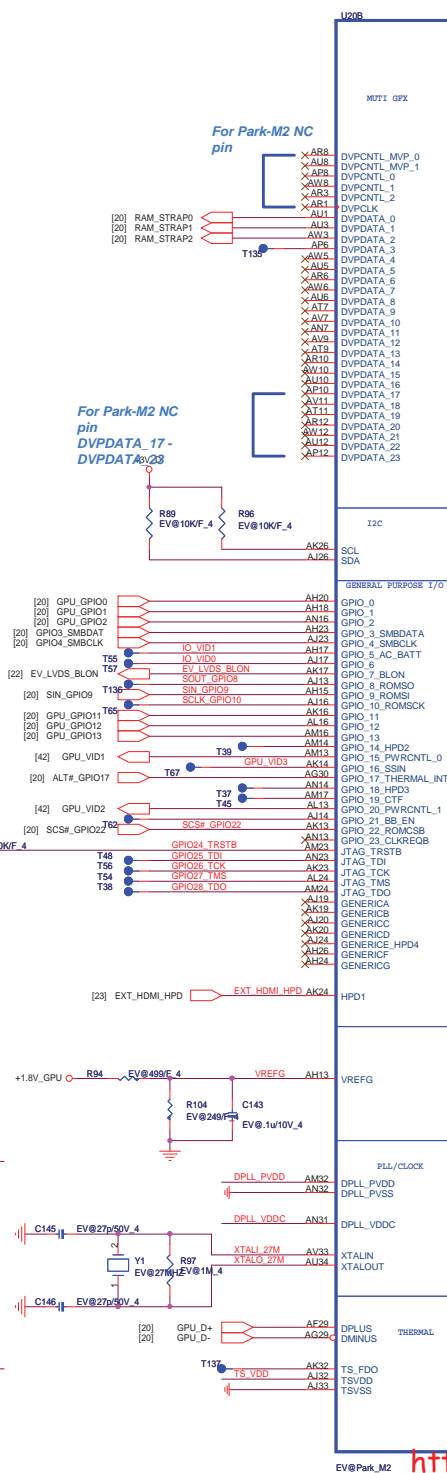 U20B
MUTI GFX
For Park-M2 NC
pin
AR8 DVPCNTL_MVP_0
AU8 DVPCNTL_MVP_1
AP8 DVPCNTL_0
AW8 DVPCNTL_1
AR3 DVPCNTL_2
AR1 DVPCLK
[20] RAM_STRAP0 AU1 DVPDATA_0
[20] RAM_STRAP1 AU3 DVPDATA_1
[20] RAM_STRAP2 AW3 DVPDATA_2
T135 AP6 DVPDATA_3
AW5 DVPDATA_4
AU5 DVPDATA_5
AR6 DVPDATA_6
AW6 DVPDATA_7
AU6 DVPDATA_8
AT7 DVPDATA_9
AV7 DVPDATA_10
AN7 DVPDATA_11
AV9 DVPDATA_12
AT9 DVPDATA_13
AR10 DVPDATA_14
AW10 DVPDATA_15
AU10 DVPDATA_16
AP10 DVPDATA_17
AV11 DVPDATA_18
AT11 DVPDATA_19
AR12 DVPDATA_20
AW12 DVPDATA_21
AU12 DVPDATA_22
AP12 DVPDATA_23
For Park-M2 NC
pin
DVPDATA_17 -
DVPDATA_23
I2C
R89
EV@10K/F_4
R96
EV@10K/F_4
AK26 SCL
AJ26 SDA
GENERAL PURPOSE I/O
[20] GPU_GPIO0 AH20 GPIO_0
[20] GPU_GPIO1 AH18 GPIO_1
[20] GPU_GPIO2 AN16 GPIO_2
[20] GPIO3_SMBDAT AH23 GPIO_3_SMBDATA
[20] GPIO4_SMBCLK AJ23 GPIO_4_SMBCLK
IO_VID1 AH17 GPIO_5_AC_BATT
T55 IO_VID0 AJ17 GPIO_6
[22] EV_LVDS_BLON T57 EV_LVDS_BLON AK17 GPIO_7_BLON
SOUT_GPIO8 AJ13 GPIO_8_ROMSO
[20] SIN_GPIO9 T136 SIN_GPIO9 AH15 GPIO_9_ROMSI
SCLK_GPIO10 AJ16 GPIO_10_ROMSCK
[20] GPU_GPIO11 T65 AK16 GPIO_11
[20] GPU_GPIO12 AL16 GPIO_12
[20] GPU_GPIO13 AM16 GPIO_13
AM14 GPIO_14_HPD2
[42] GPU_VID1 T39 AM13 GPIO_15_PWRCNTL_0
GPU_VID3 AK14 GPIO_16_SSIN
[20] ALT#_GPIO17 T67 AG30 GPIO_17_THERMAL_INT
AN14 GPIO_18_HPD3
T37 AM17 GPIO_19_CTF
[42] GPU_VID2 T45 AL13 GPIO_20_PWRCNTL_1
AJ14 GPIO_21_BB_EN
[20] SCS#_GPIO22 T62 SCS#_GPIO22 AK13 GPIO_22_ROMCSB
AN13 GPIO_23_CLKREQB
0K/F_4 GPIO24_TRSTB AM23 JTAG_TRSTB
T48 GPIO25_TDI AN23 JTAG_TDI
T56 GPIO26_TCK AK23 JTAG_TCK
T54 GPIO27_TMS AL24 JTAG_TMS
T38 GPIO28_TDO AM24 JTAG_TDO
AJ19 GENERICA
AK19 GENERICB
AJ20 GENERICC
AK20 GENERICD
AJ24 GENERICE_HPD4
AH26 GENERICF
AH24 GENERICG
[23] EXT_HDMI_HPD EXT_HDMI_HPD AK24 HPD1
+1.8V_GPU R94 EV@499/F_4 VREFG AH13 VREFG
R104
EV@249/F_4
C143
EV@.1u/10V_4
PLL/CLOCK
DPLL_PVDD AM32 DPLL_PVDD
AN32 DPLL_PVSS
DPLL_VDDC AN31 DPLL_VDDC
C145 EV@27p/50V_4
XTALI_27M AV33 XTALIN
XTALO_27M AU34 XTALOUT
2
Y1
EV@27MHZ
1
R97
EV@1M_4
C146 EV@27p/50V_4
[20] GPU_D+ AF29 DPLUS
[20] GPU_D- AG29 DMINUS
THERMAL
T137 AK32 TS_FDO
TS_VDD AJ32 TSVDD
AJ33 TSVSS
EV@Park_M2
htt